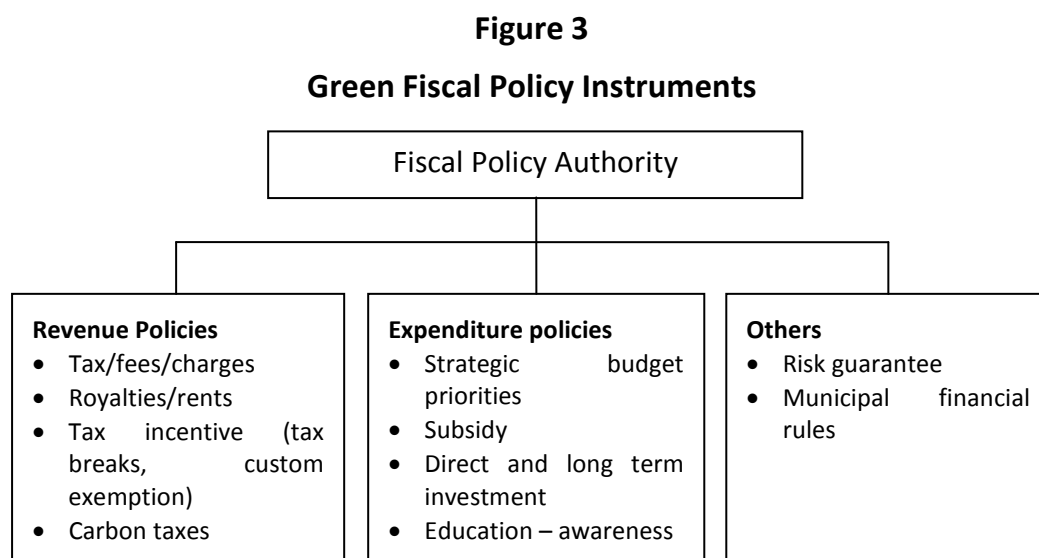 Figure 3
Green Fiscal Policy Instruments
Fiscal Policy Authority
Revenue Policies
• Tax/fees/charges
• Royalties/rents
• Tax incentive (tax
breaks, custom
exemption)
• Carbon taxes
Expenditure policies
• Strategic budget
priorities
• Subsidy
• Direct and long term
investment
• Education – awareness
Others
• Risk guarantee
• Municipal financial
rules